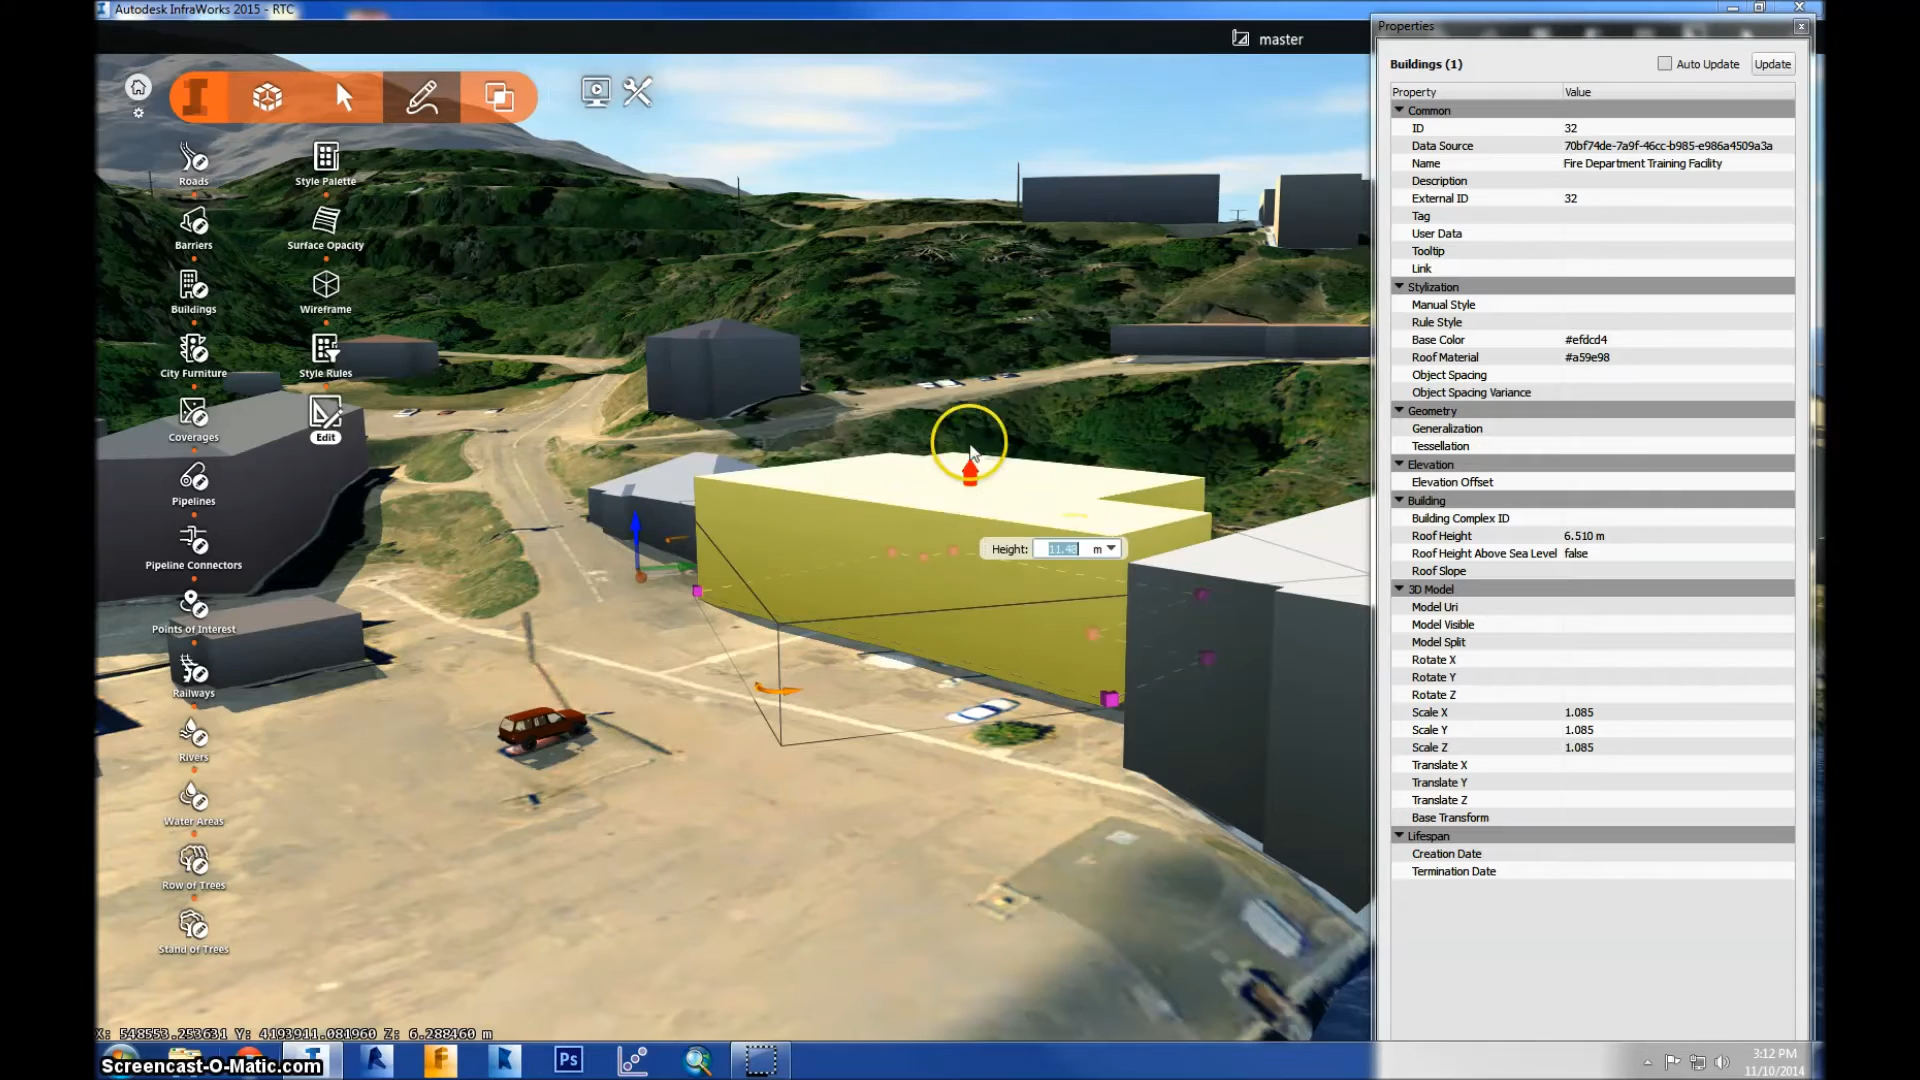 Autodesk InfraWorks 2015 - RTC
master
Roads
Style Palette
Barriers
Surface Opacity
Buildings
Wireframe
City Furniture
Style Rules
Coverages
Edit
Pipelines
Pipeline Connectors
Points of Interest
Railways
Rivers
Water Areas
Row of Trees
Stand of Trees
Height: 11.48 m
X: 548553.253631 Y: 4193911.081960 Z: 6.288460 m
Properties
Buildings (1)
Auto Update Update
Property Value
Common
ID 32
Data Source 70bf74de-7a9f-46cc-b985-e986a4509a3a
Name Fire Department Training Facility
Description
External ID 32
Tag
User Data
Tooltip
Link
Stylization
Manual Style
Rule Style
Base Color #efdcd4
Roof Material #a59e98
Object Spacing
Object Spacing Variance
Geometry
Generalization
Tessellation
Elevation
Elevation Offset
Building
Building Complex ID
Roof Height 6.510 m
Roof Height Above Sea Level false
Roof Slope
3D Model
Model Uri
Model Visible
Model Split
Rotate X
Rotate Y
Rotate Z
Scale X 1.085
Scale Y 1.085
Scale Z 1.085
Translate X
Translate Y
Translate Z
Base Transform
Lifespan
Creation Date
Termination Date
Screencast-O-Matic.com
Ps
3:12 PM
11/10/2014